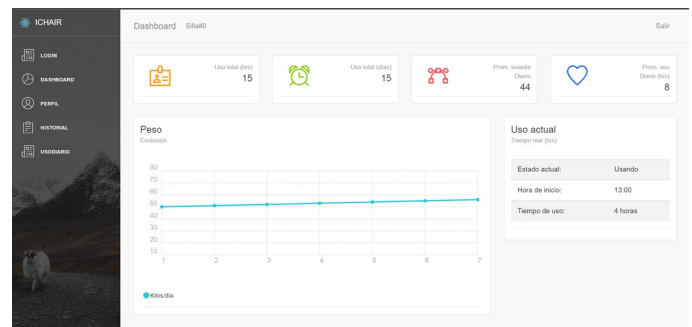 ICHAIR
Dashboard Silla#0 Salir
LOGIN
DASHBOARD
PERFIL
HISTORIAL
USODIARIO
Uso total (hrs)
15
Uso total (días)
15
Prom. levanta
Diario
44
Prom. uso
Diario (hrs)
8
Peso
Evolución
80
70
60
50
40
30
20
10
1 2 3 4 5 6 7
Kilos/día
Uso actual
Tiempo real (hrs)
Estado actual: Usando
Hora de inicio: 13:00
Tiempo de uso: 4 horas